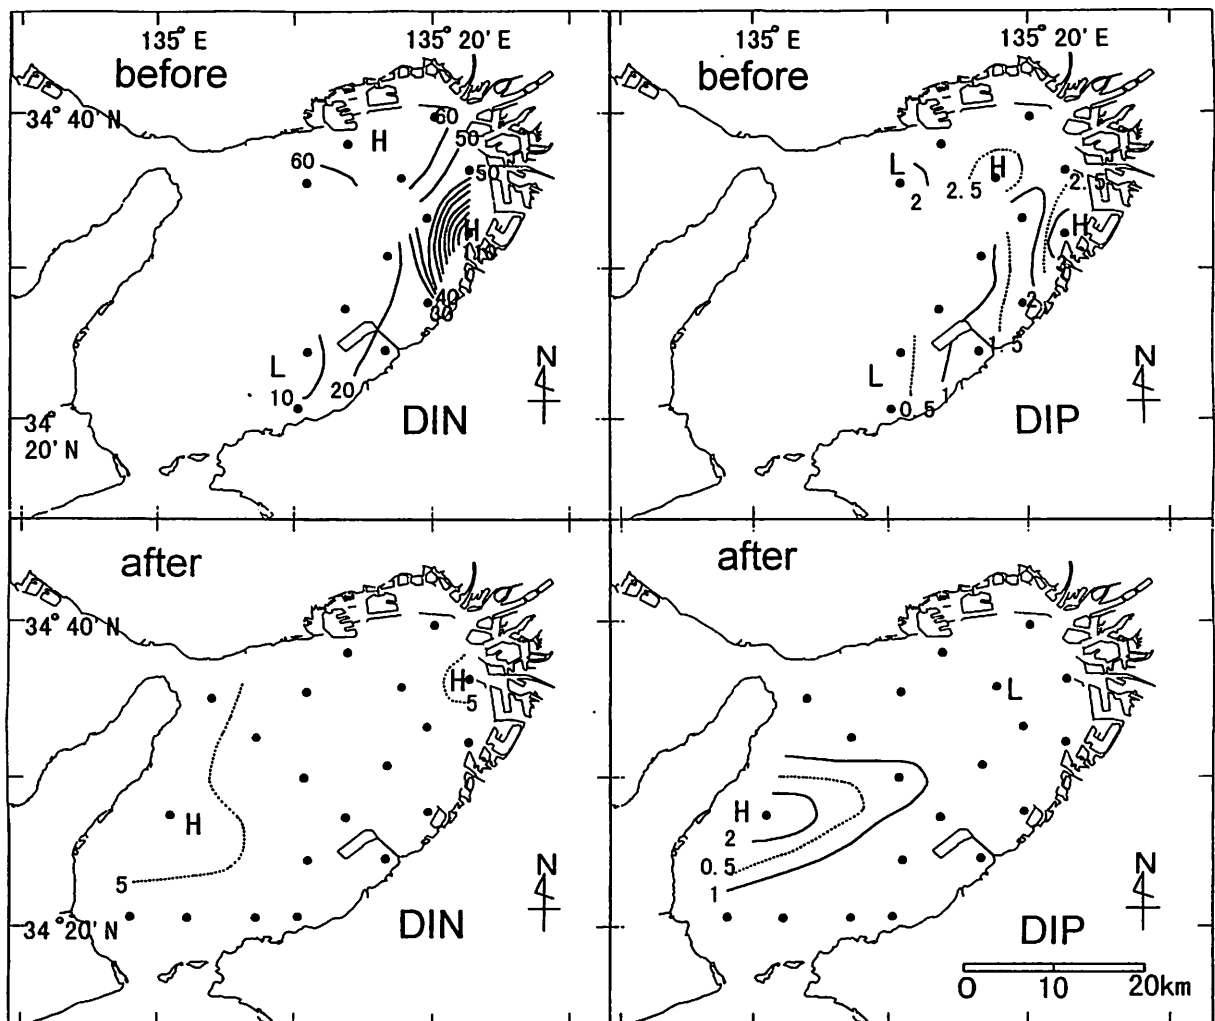 135° E
135° 20' E
before
34° 40' N
H
60
50
60
50
H
40
30
L
10
20
N
34°
20' N
DIN
135° E
135° 20' E
before
L
2
2.5
H
2.5
H
2
1.5
L
0.5
1
N
DIP
after
34° 40' N
H
5
H
5
N
34° 20' N
DIN
after
L
H
2
0.5
1
N
DIP
0
10
20km